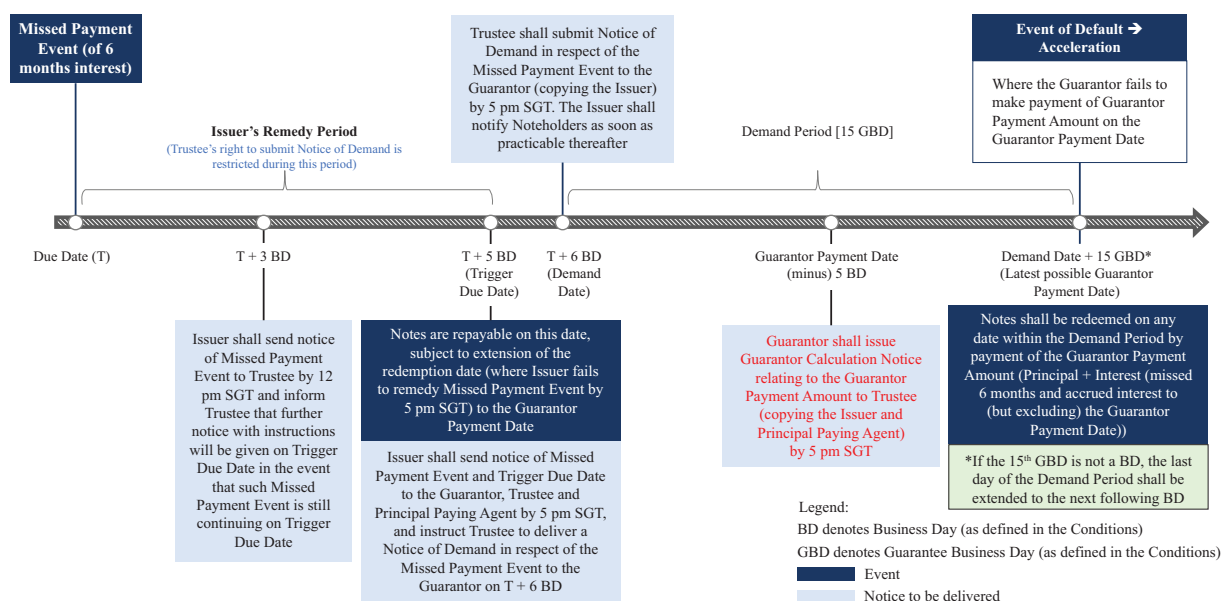 Missed Payment
Event (of 6
months interest)
Trustee shall submit Notice of
Demand in respect of the
Missed Payment Event to the
Guarantor (copying the Issuer)
by 5 pm SGT. The Issuer shall
notify Noteholders as soon as
practicable thereafter
Event of Default ➔
Acceleration
Where the Guarantor fails to
make payment of Guarantor
Payment Amount on the
Guarantor Payment Date
Issuer’s Remedy Period
(Trustee’s right to submit Notice of Demand is
restricted during this period)
Demand Period [15 GBD]
Due Date (T)
T + 3 BD
T + 5 BD
(Trigger
Due Date)
T + 6 BD
(Demand
Date)
Guarantor Payment Date
(minus) 5 BD
Demand Date + 15 GBD*
(Latest possible Guarantor
Payment Date)
Issuer shall send notice
of Missed Payment
Event to Trustee by 12
pm SGT and inform
Trustee that further
notice with instructions
will be given on Trigger
Due Date in the event
that such Missed
Payment Event is still
continuing on Trigger
Due Date
Notes are repayable on this date,
subject to extension of the
redemption date (where Issuer fails
to remedy Missed Payment Event by
5 pm SGT) to the Guarantor
Payment Date
Issuer shall send notice of Missed
Payment Event and Trigger Due Date
to the Guarantor, Trustee and
Principal Paying Agent by 5 pm SGT,
and instruct Trustee to deliver a
Notice of Demand in respect of the
Missed Payment Event to the
Guarantor on T + 6 BD
Guarantor shall issue
Guarantor Calculation Notice
relating to the Guarantor
Payment Amount to Trustee
(copying the Issuer and
Principal Paying Agent)
by 5 pm SGT
Notes shall be redeemed on any
date within the Demand Period by
payment of the Guarantor Payment
Amount (Principal + Interest (missed
6 months and accrued interest to
(but excluding) the Guarantor
Payment Date))
*If the 15th GBD is not a BD, the last
day of the Demand Period shall be
extended to the next following BD
Legend:
BD denotes Business Day (as defined in the Conditions)
GBD denotes Guarantee Business Day (as defined in the Conditions)
Event
Notice to be delivered